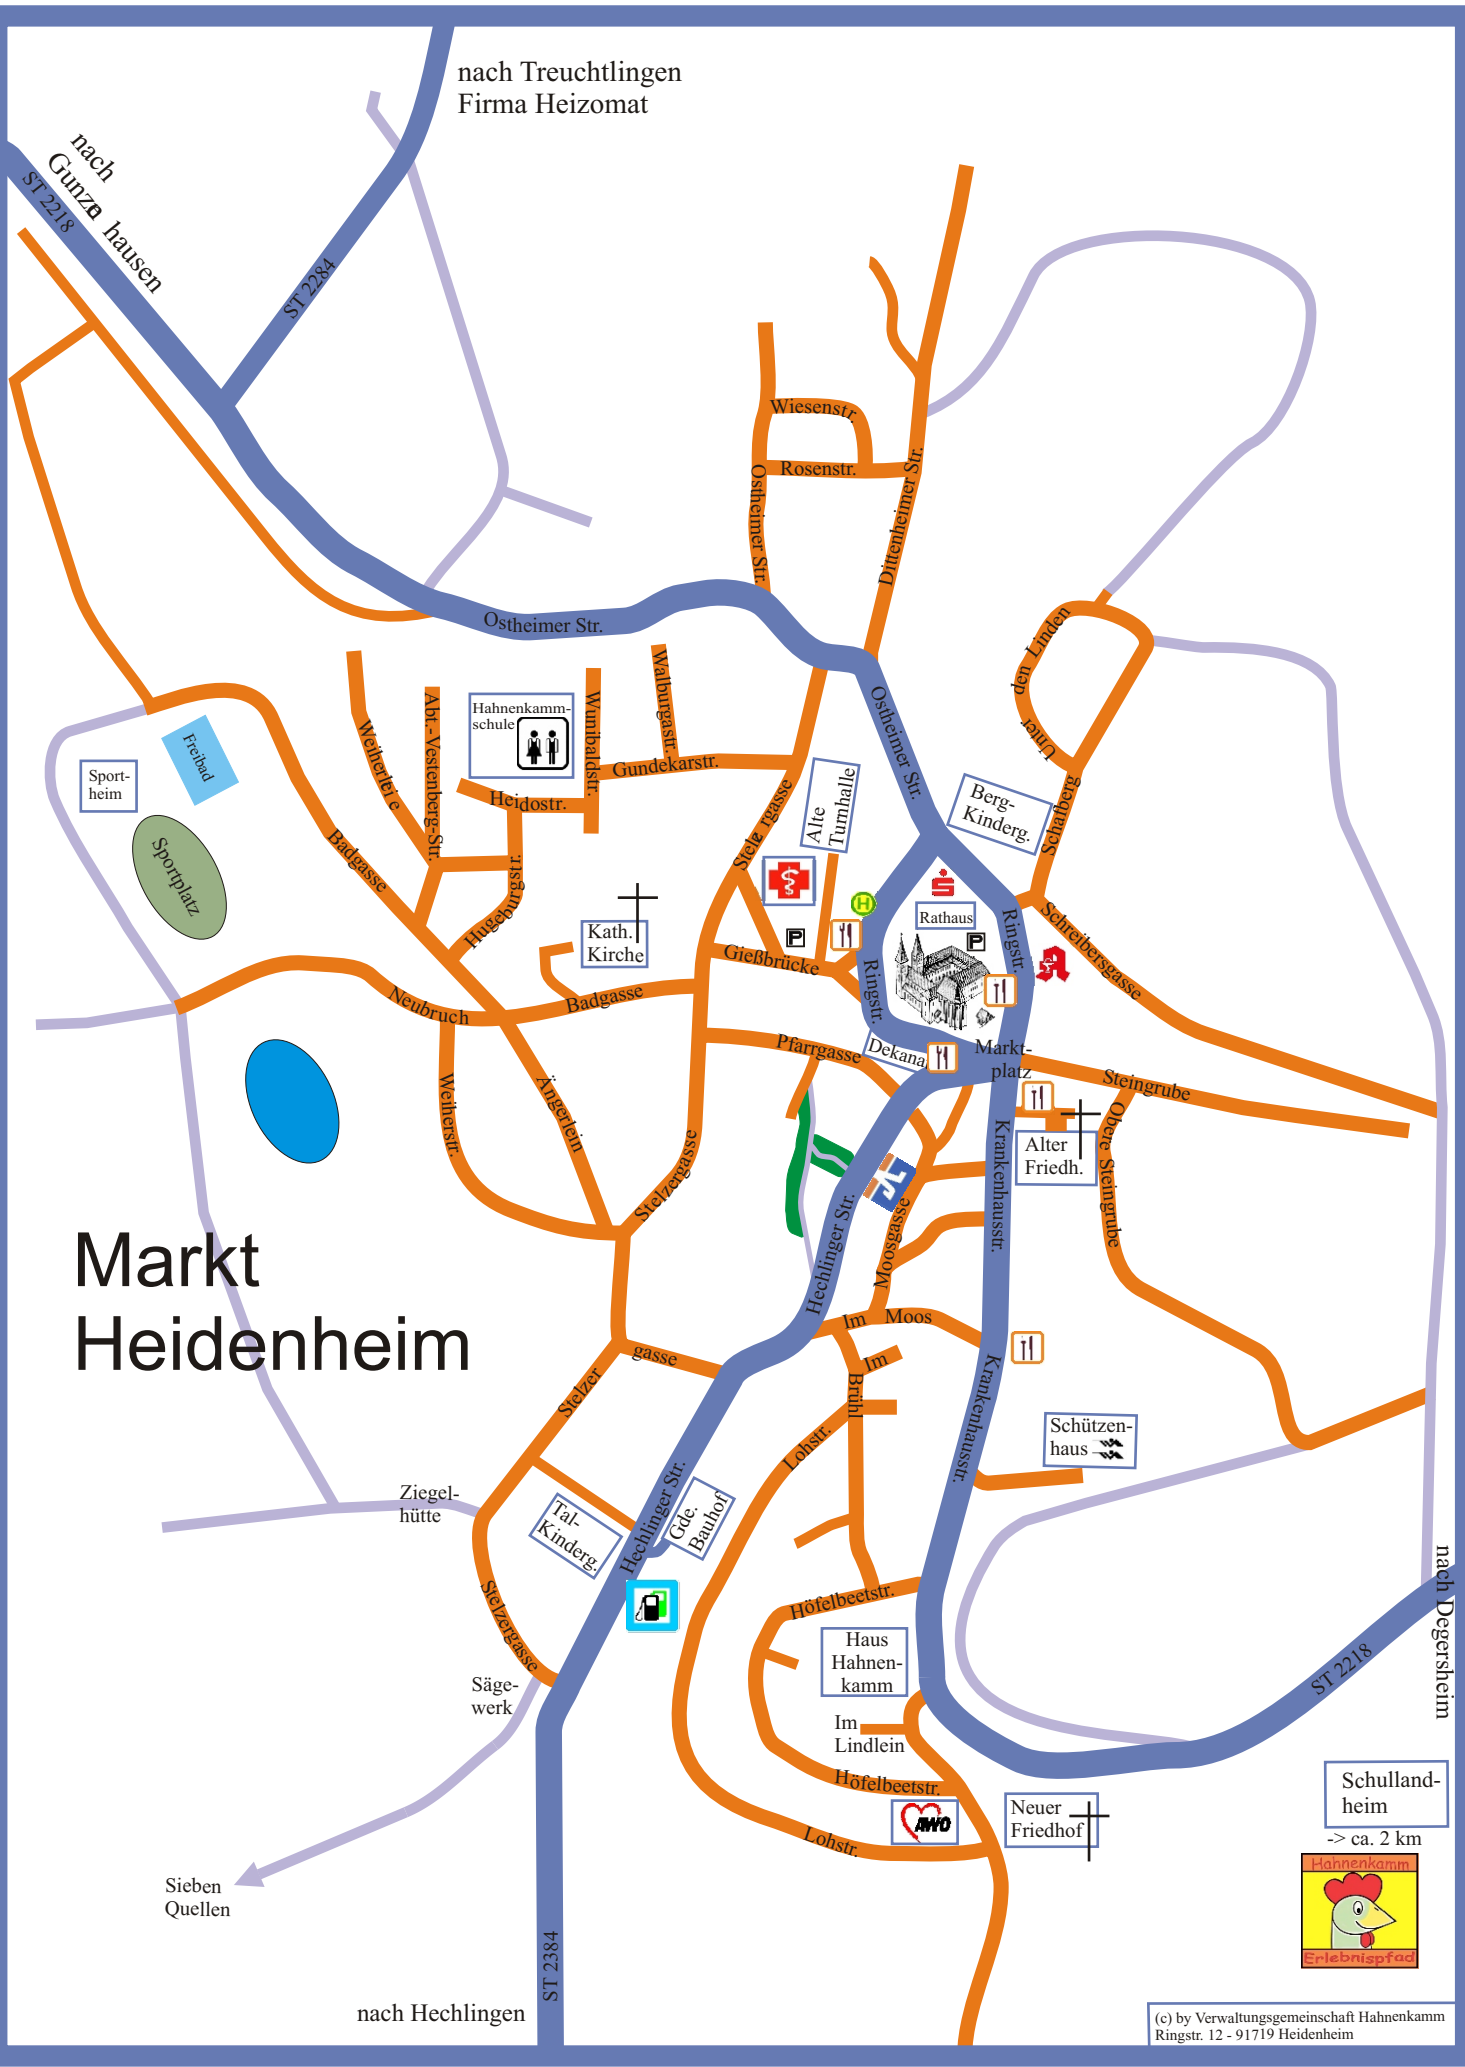 nach Treuchtlingen
Firma Heizomat
nach
Gunzn hausen
ST 2218
ST 2284
Wiesenstr.
Rosenstr.
Ostheimer Str.
Dittenheimer Str.
Ostheimer Str.
Ostheimer Str.
Unter den Linden
Schafberg
Berg-
Kinderg.
Freibad
Sport-
heim
Sportplatz
Weiherleite
Abt.-Vestenberg-Str.
Hahnenkamm-
schule
Wunibaldstr.
Walburgastr.
Gundekarstr.
Heidostr.
Hugeburgstr.
Badgasse
Stelzergasse
Alte
Turnhalle
H
S
Rathaus
P
P
Kath.
Kirche
Gießbrücke
Ringstr.
Ringstr.
Schreibersgasse
A
Neubruch
Badgasse
Pfarrgasse
Dekana
Markt-
platz
Steingrube
Obere Steingrube
Alter
Friedh.
Weiherstr.
Ängerlein
Stelzergasse
Hechlinger Str.
Moosgasse
Krankenhausstr.
Markt
Heidenheim
Im Moos
Im
Brühl
Stelzer
gasse
Krankenhausstr.
Lohstr.
Schützen-
haus
Ziegel-
hütte
Tal-
Kinderg.
Hechlinger Str.
Gde.
Bauhof
Stelzergasse
Höfelbeetstr.
Haus
Hahnen-
kamm
nach Degersheim
ST 2218
Säge-
werk
Im
Lindlein
Höfelbeetstr.
AWO
Neuer
Friedhof
Lohstr.
Schulland-
heim
-> ca. 2 km
Hahnenkamm
Erlebnispfad
Sieben
Quellen
ST 2384
nach Hechlingen
(c) by Verwaltungsgemeinschaft Hahnenkamm
Ringstr. 12 - 91719 Heidenheim